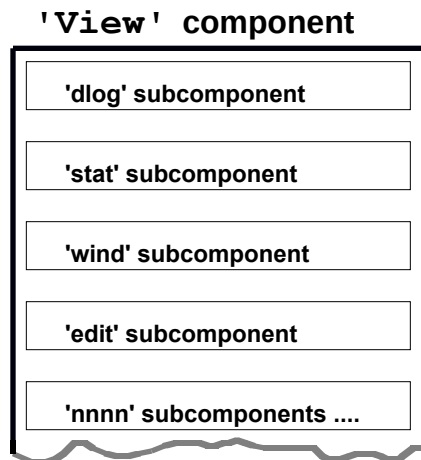 'View' component
'dlog' subcomponent
'stat' subcomponent
'wind' subcomponent
'edit' subcomponent
'nnnn' subcomponents ....